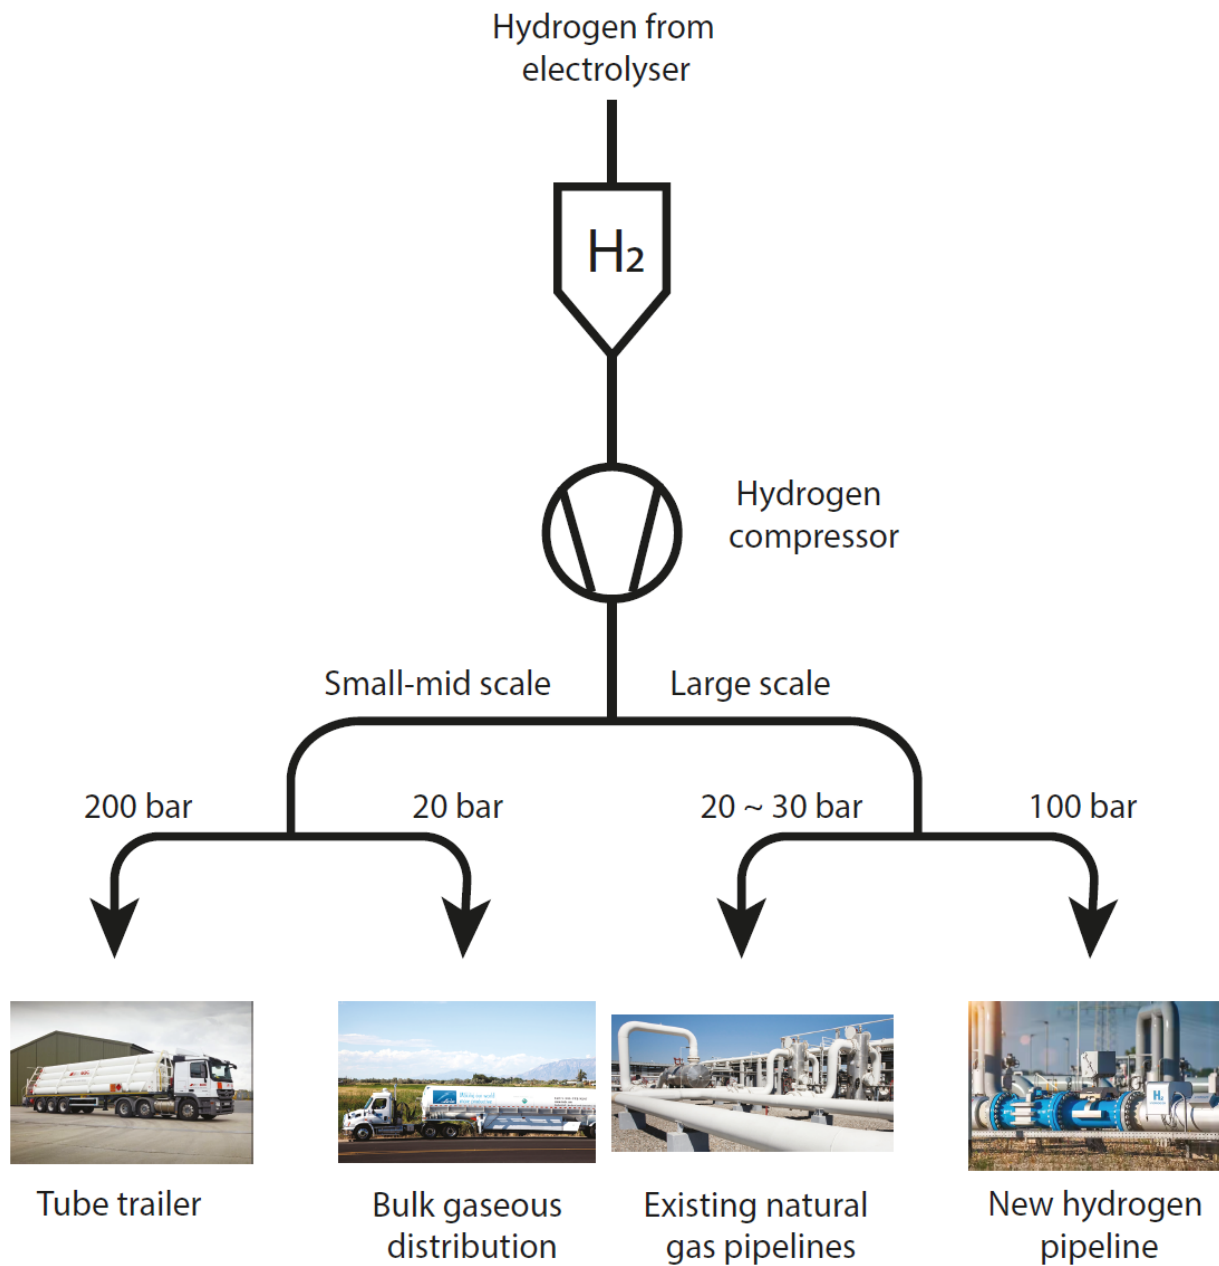 Hydrogen from
electrolyser
H₂
Hydrogen
compressor
Small-mid scale
Large scale
200 bar
20 bar
20 ~ 30 bar
100 bar
H₂
Tube trailer
Bulk gaseous
distribution
Existing natural
gas pipelines
New hydrogen
pipeline